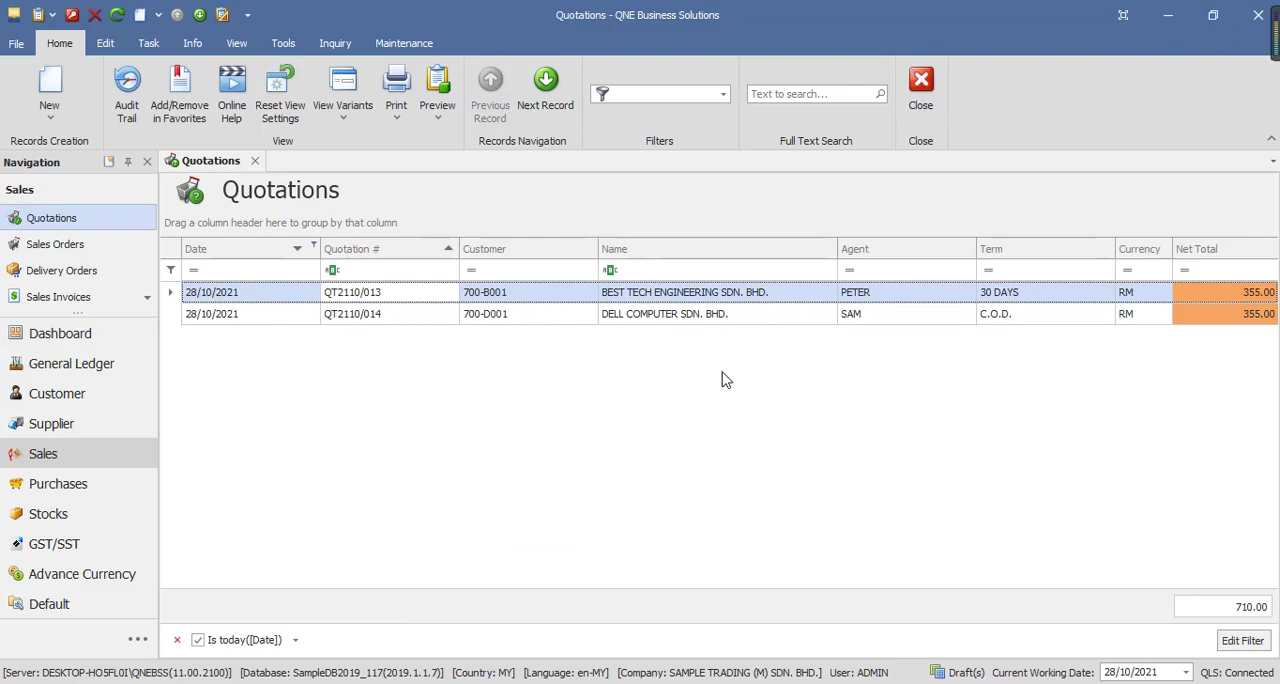 Quotations - QNE Business Solutions
File Home Edit Task Info View Tools Inquiry Maintenance
New
Records Creation
Audit Trail
Add/Remove in Favorites
Online Help
Reset View Settings
View Variants
Print
Preview
View
Previous Record
Next Record
Records Navigation
Filters
Text to search...
Full Text Search
Close
Close
Navigation
Quotations
Sales
Quotations
Sales Orders
Delivery Orders
Sales Invoices
Dashboard
General Ledger
Customer
Supplier
Sales
Purchases
Stocks
GST/SST
Advance Currency
Default
Quotations
Drag a column header here to group by that column
Date Quotation # Customer Name Agent Term Currency Net Total
28/10/2021 QT2110/013 700-B001 BEST TECH ENGINEERING SDN. BHD. PETER 30 DAYS RM 355.00
28/10/2021 QT2110/014 700-D001 DELL COMPUTER SDN. BHD. SAM C.O.D. RM 355.00
710.00
Is today([Date])
Edit Filter
[Server: DESKTOP-HO5FL0I\QNEBSS(11.00.2100)] [Database: SampleDB2019_117(2019.1.1.7)] [Country: MY] [Language: en-MY] [Company: SAMPLE TRADING (M) SDN. BHD.] User: ADMIN Draft(s) Current Working Date: 28/10/2021 QLS: Connected